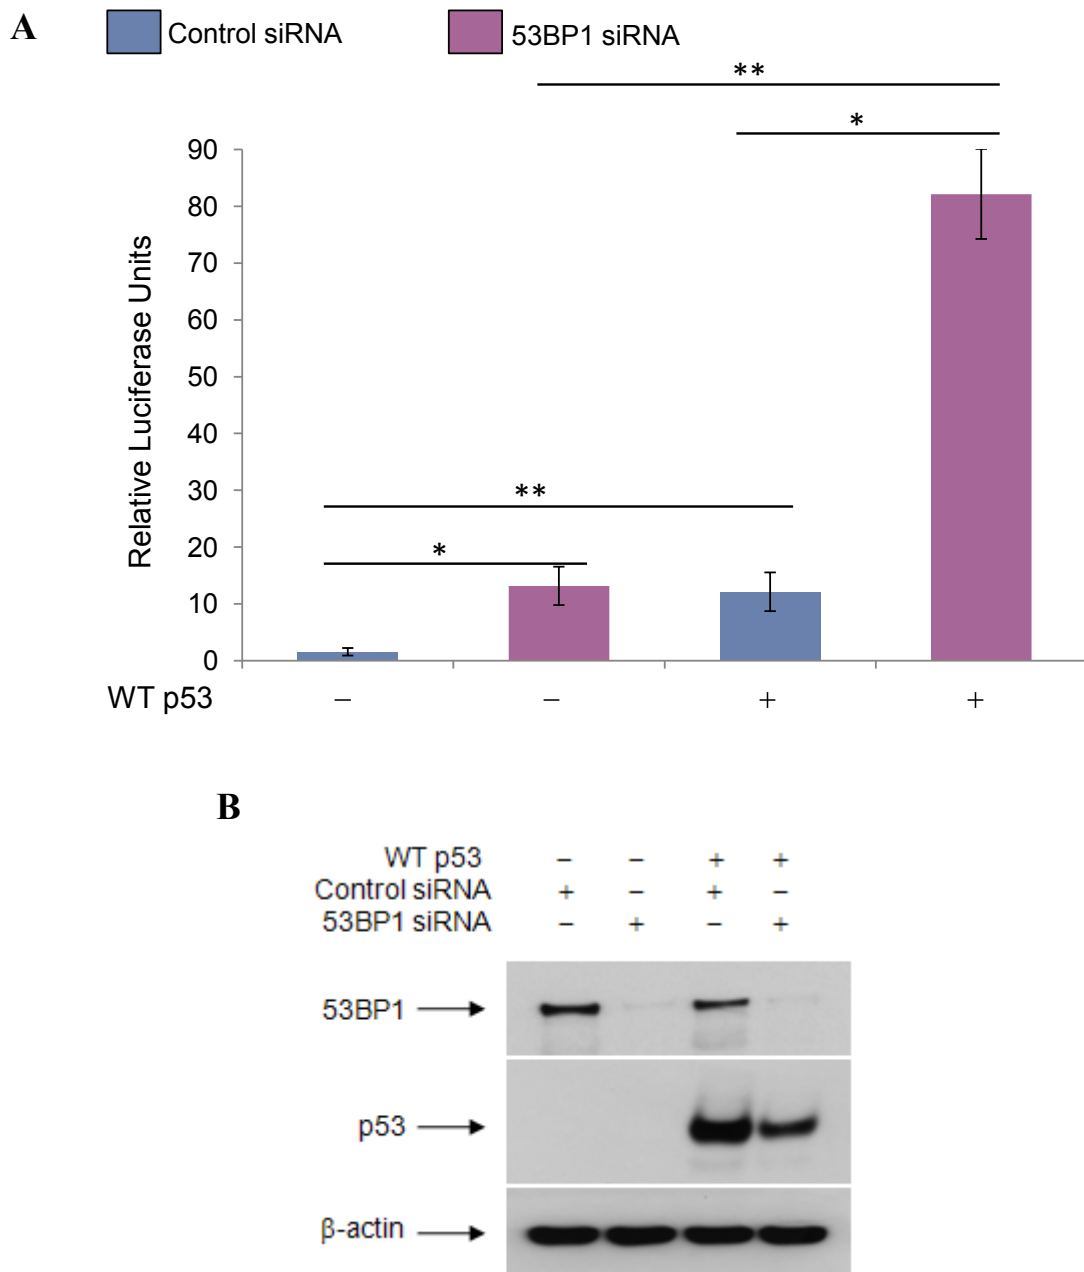 A
Control siRNA 53BP1 siRNA
**
*
90
80
70
60
50
40
30
20
10
0
Relative Luciferase Units
**
*
WT p53 – – + +
B
WT p53 – – + +
Control siRNA + – + –
53BP1 siRNA – + – +
53BP1
p53
β-actin